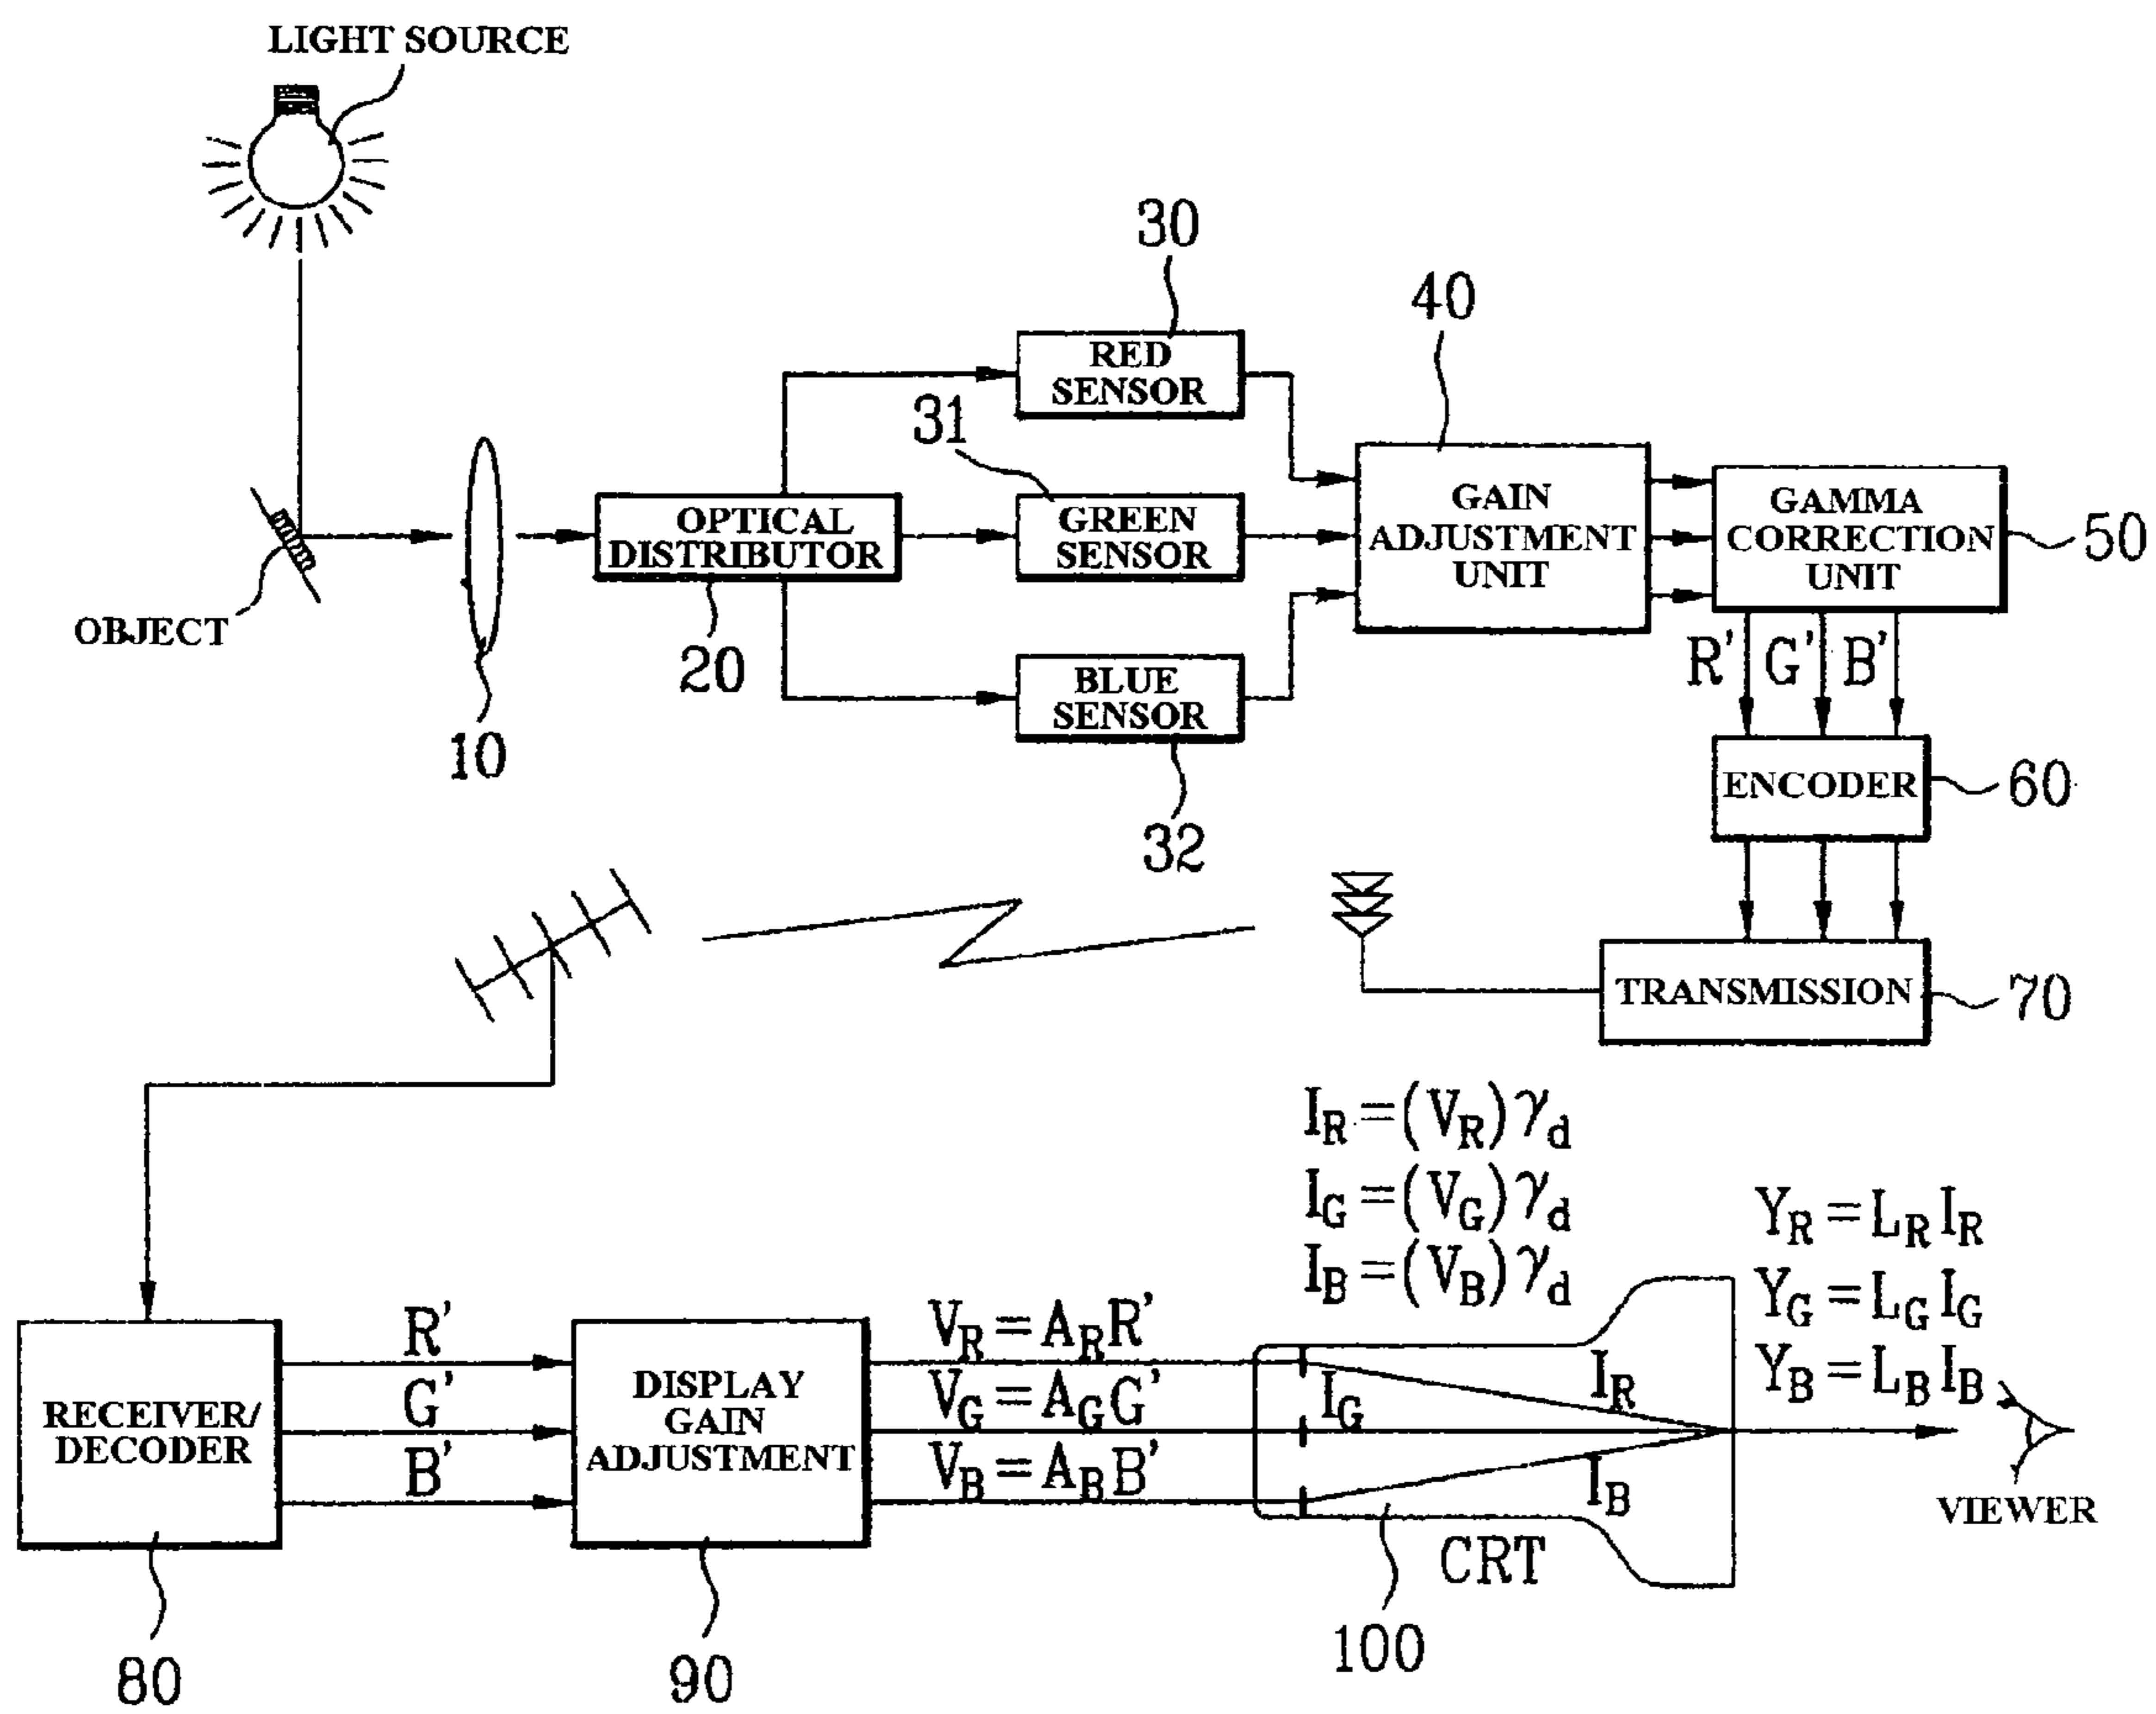 LIGHT SOURCE
30
40
RED
SENSOR
31
GAIN
ADJUSTMENT
UNIT
GAMMA
CORRECTION
UNIT
50
OPTICAL
DISTRIBUTOR
GREEN
SENSOR
OBJECT
20
10
BLUE
SENSOR
R' G' B'
32
ENCODER
60
TRANSMISSION
70
I_R = (V_R) γ_d
I_G = (V_G) γ_d
I_B = (V_B) γ_d
Y_R = L_R I_R
Y_G = L_G I_G
Y_B = L_B I_B
RECEIVER/
DECODER
R'
G'
B'
DISPLAY
GAIN
ADJUSTMENT
V_R = A_R R'
V_G = A_G G'
V_B = A_B B'
I_R
I_G
I_B
CRT
VIEWER
80
90
100